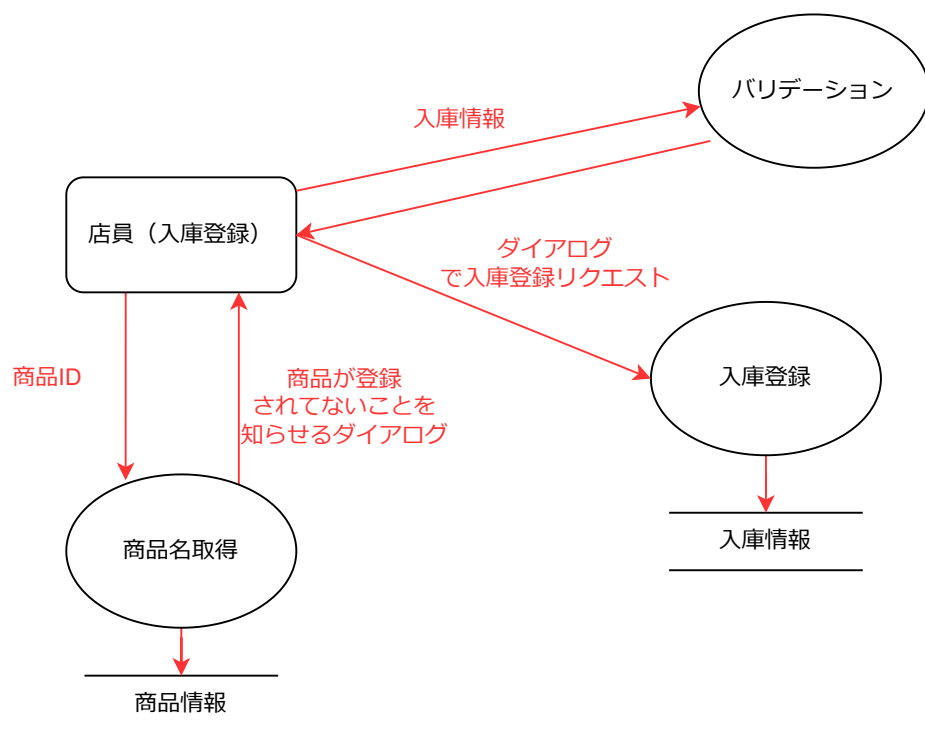 バリデーション
入庫情報
店員（入庫登録）
ダイアログ
で入庫登録リクエスト
商品ID
商品が登録
されてないことを
知らせるダイアログ
入庫登録
商品名取得
入庫情報
商品情報